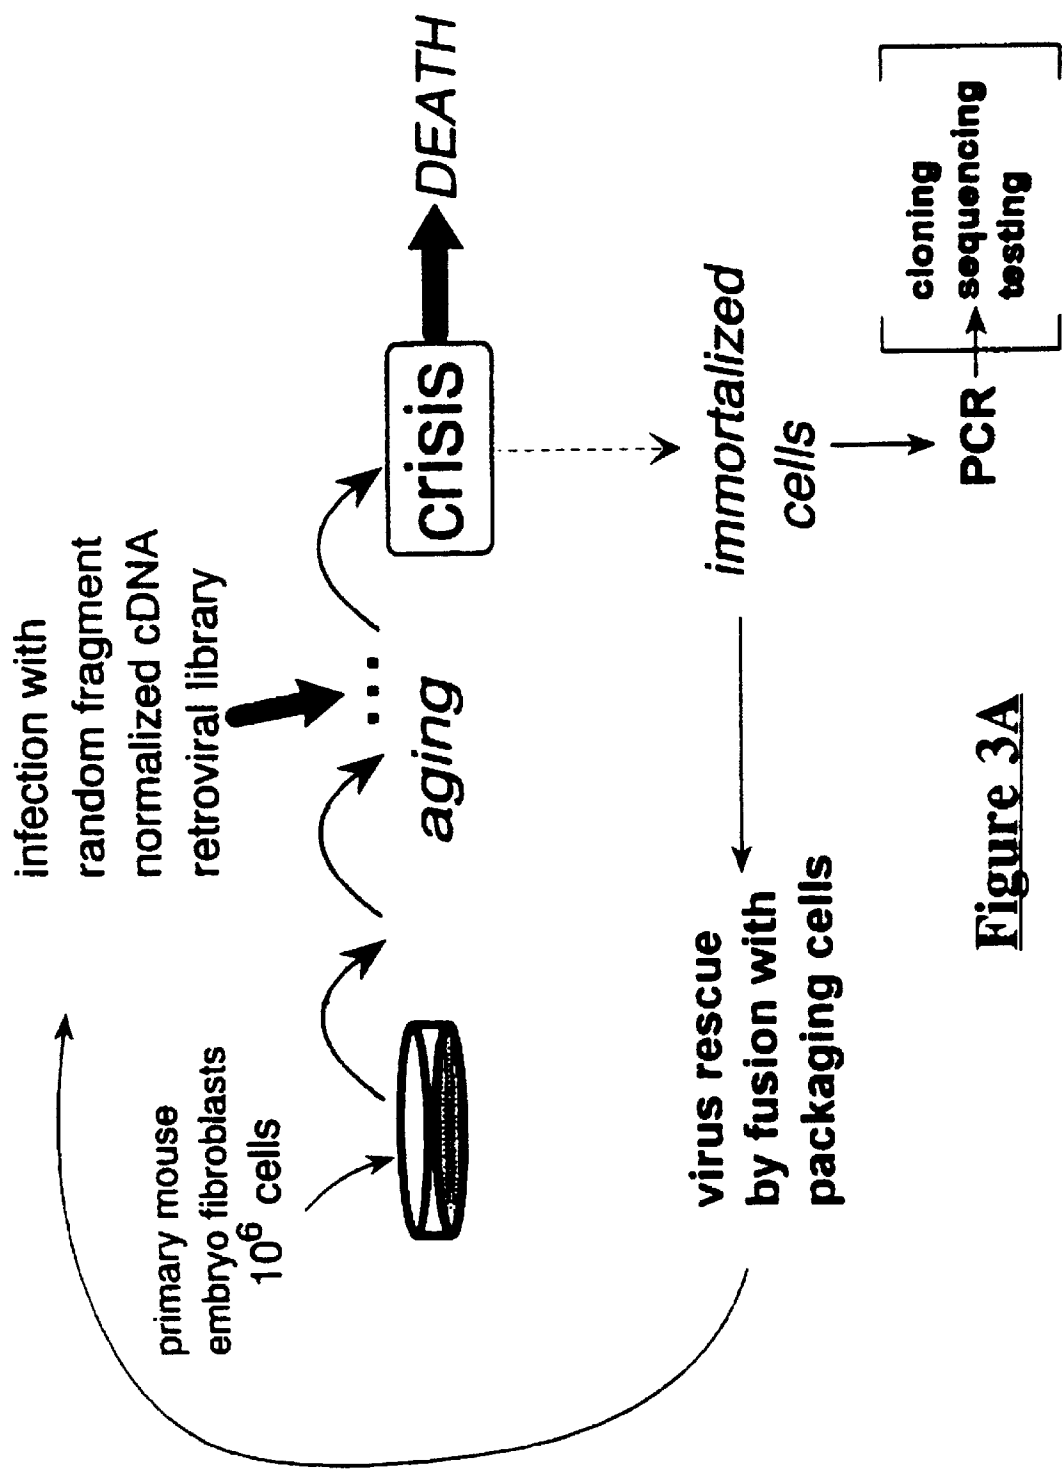 infection with
random fragment
normalized cDNA
retroviral library
primary mouse
embryo fibroblasts
10⁶ cells
...
aging
crisis
DEATH
immortalized
cells
virus rescue
by fusion with
packaging cells
PCR
cloning
sequencing
testing
Figure 3A